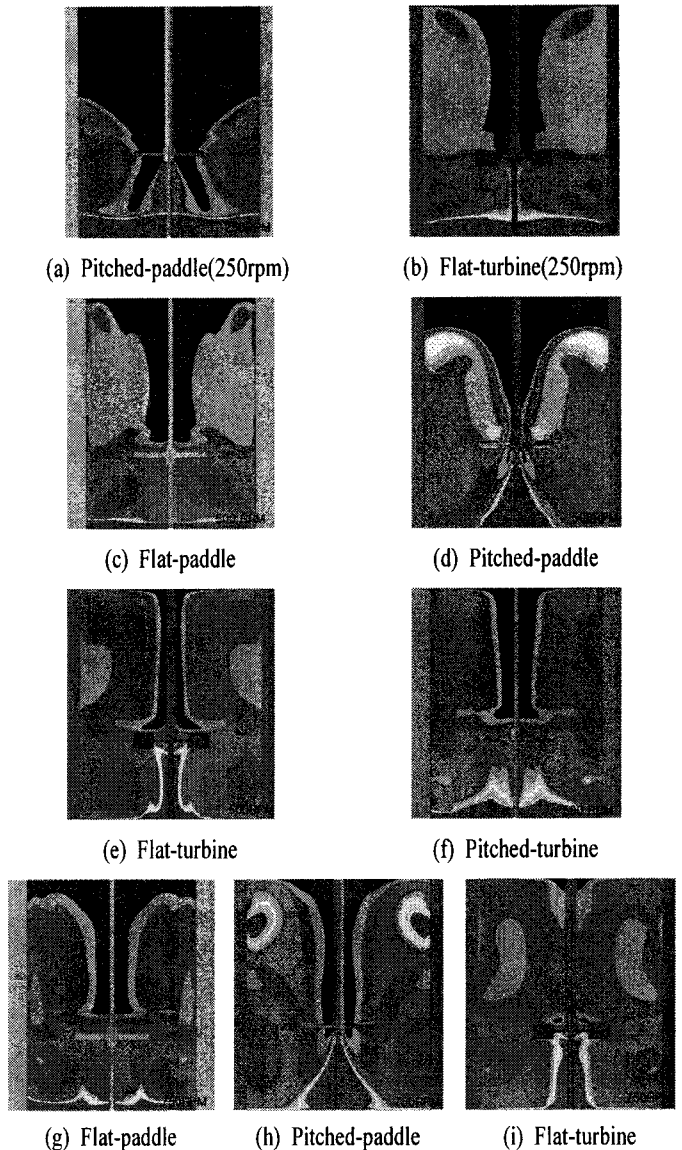 (a) Pitched-paddle(250rpm)
(b) Flat-turbine(250rpm)
(c) Flat-paddle
(d) Pitched-paddle
(e) Flat-turbine
(f) Pitched-turbine
(g) Flat-paddle
(h) Pitched-paddle
(i) Flat-turbine